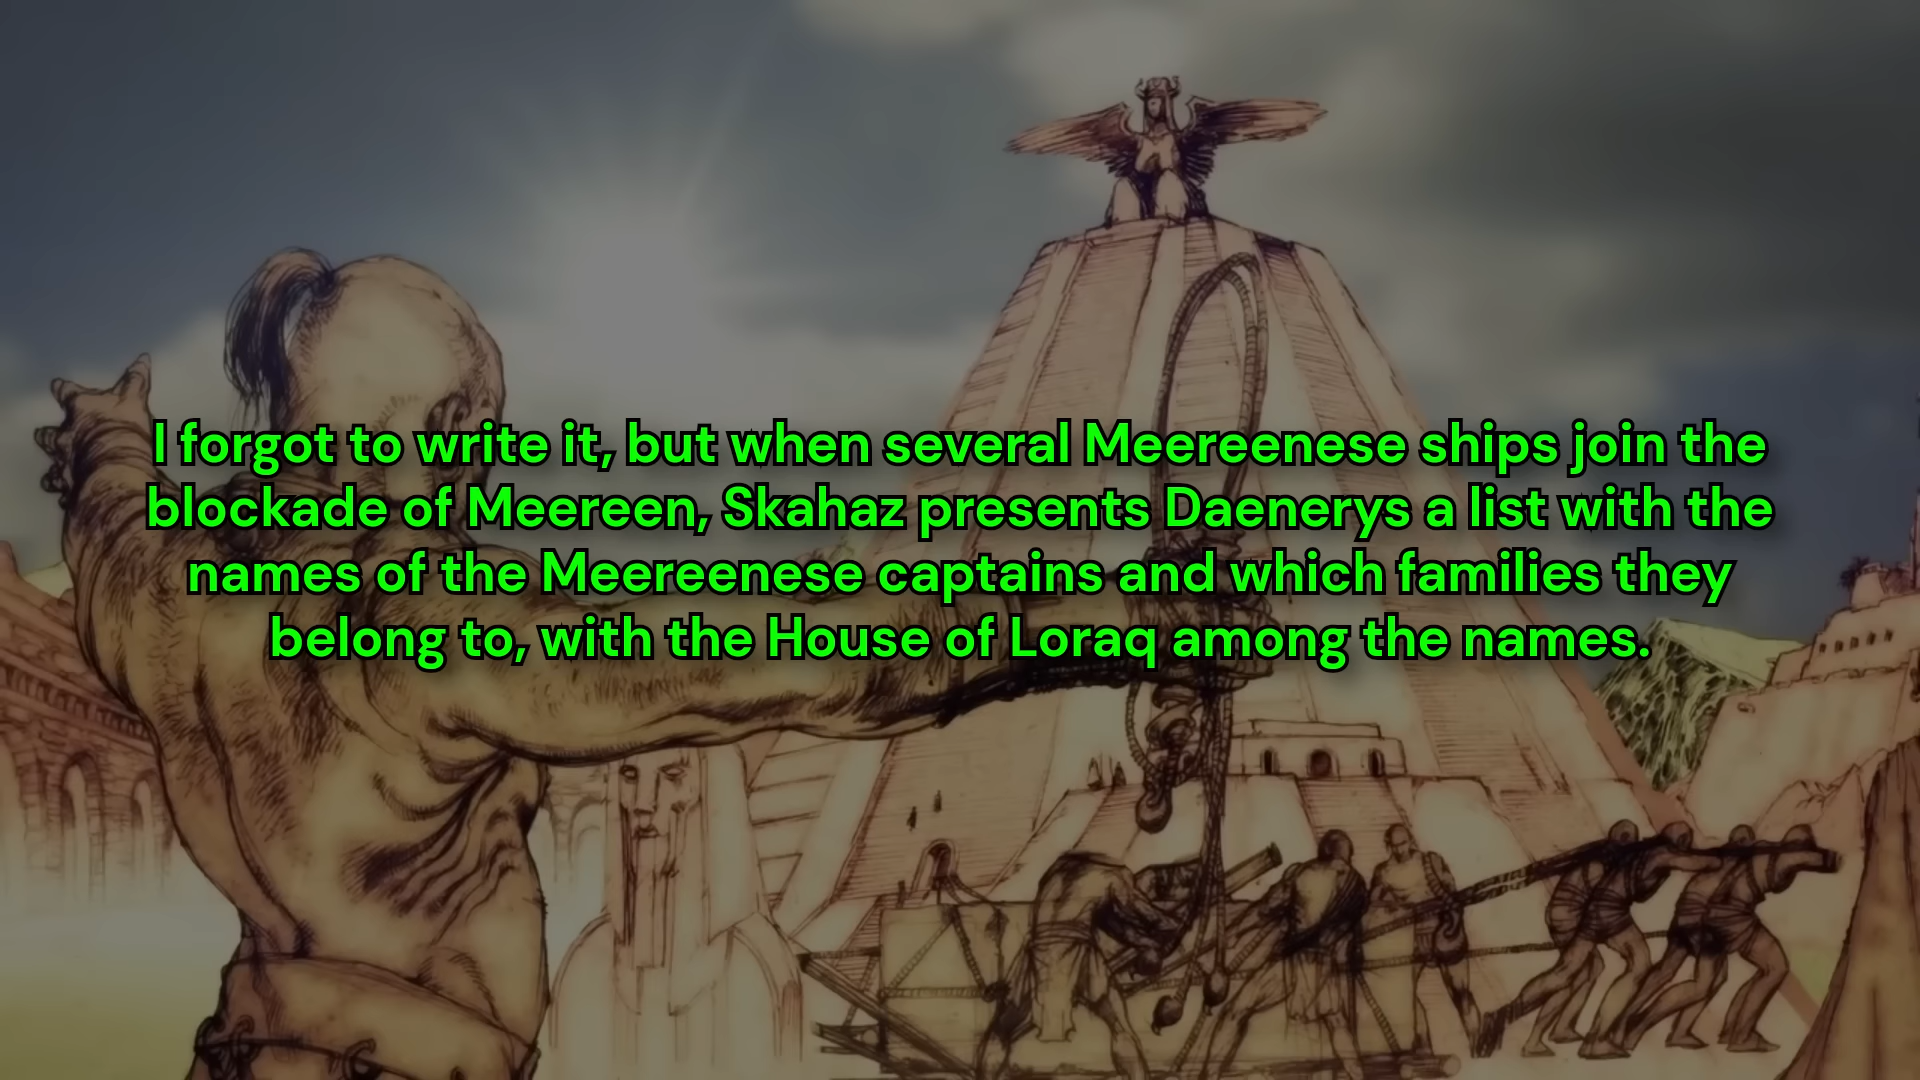 I forgot to write it, but when several Meereenese ships join the
blockade of Meereen, Skahaz presents Daenerys a list with the
names of the Meereenese captains and which families they
belong to, with the House of Loraq among the names.